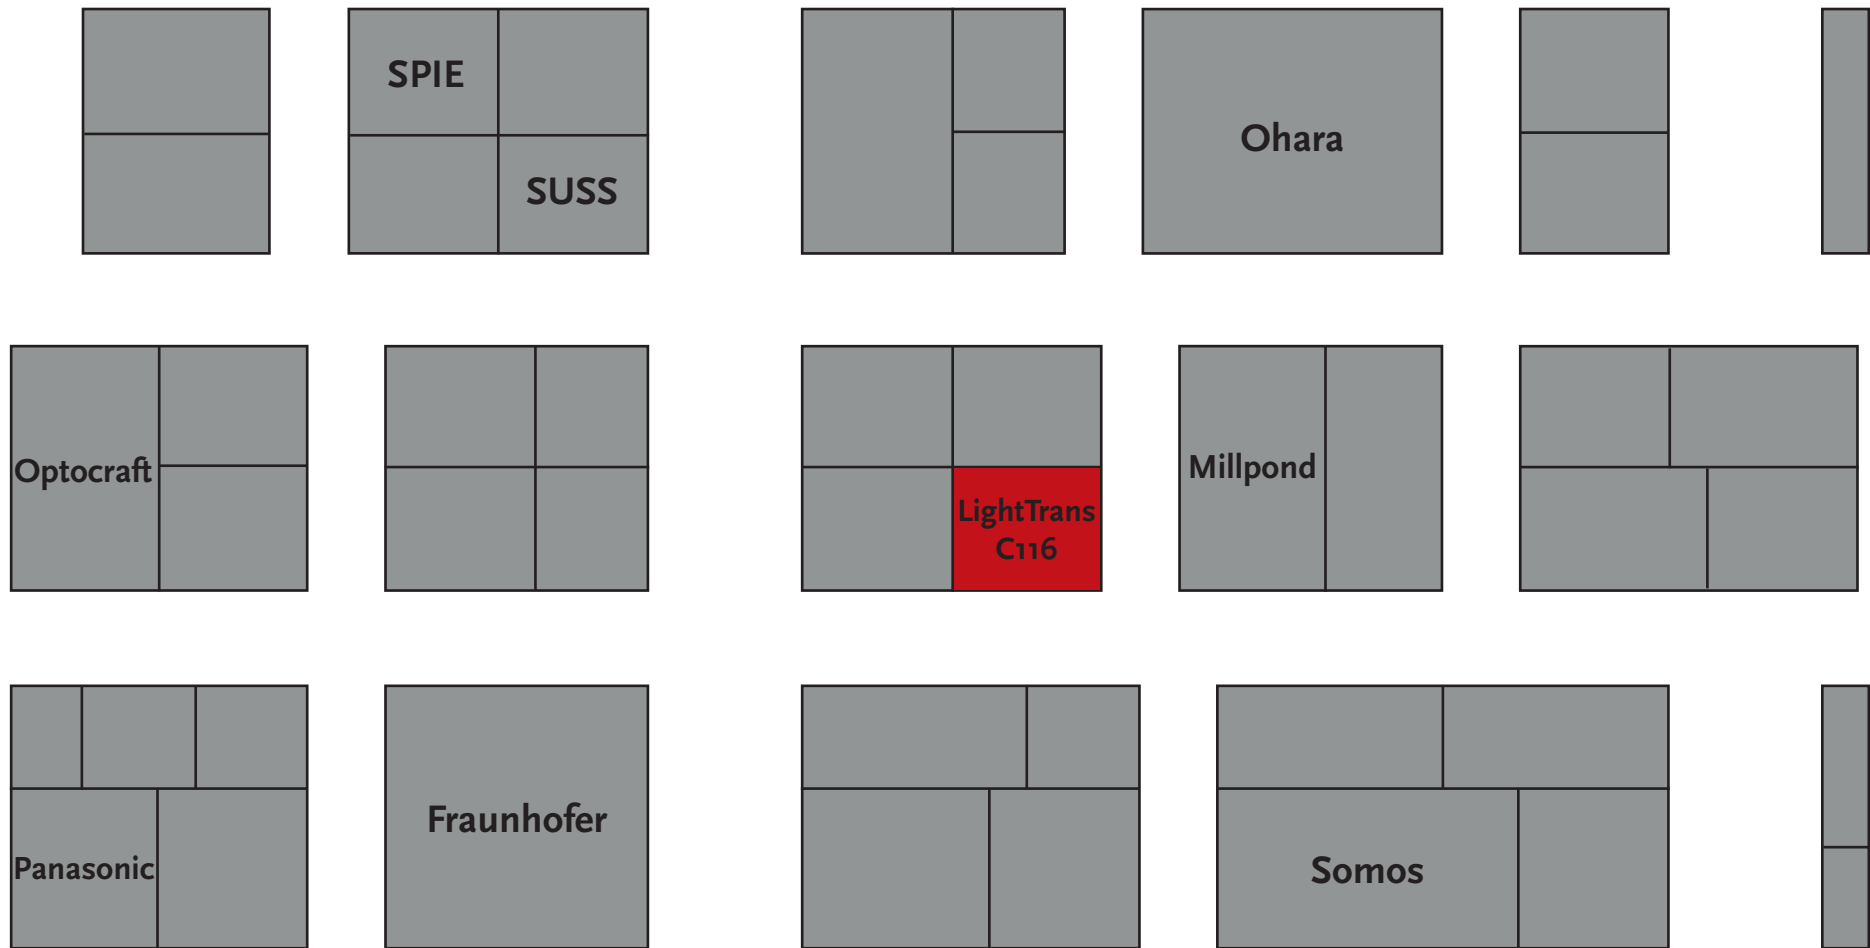 SPIE
SUSS
Ohara
Optocraft
LightTrans
C116
Millpond
Panasonic
Fraunhofer
Somos